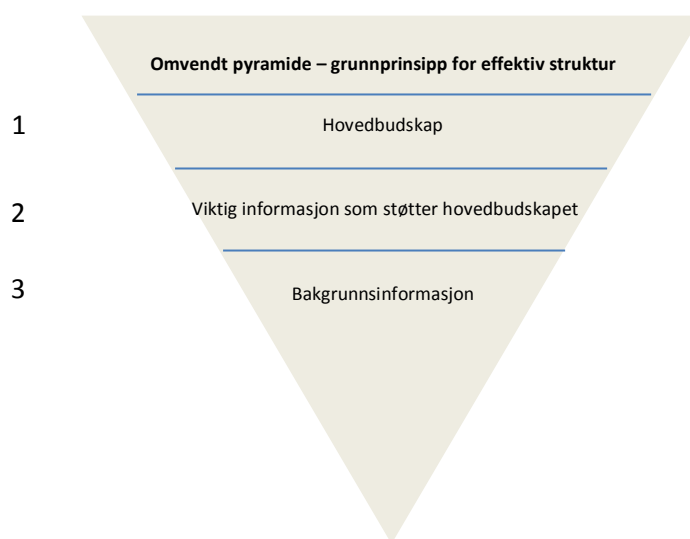 Omvendt pyramide – grunnprinsipp for effektiv struktur
1
Hovedbudskap
2
Viktig informasjon som støtter hovedbudskapet
3
Bakgrunnsinformasjon